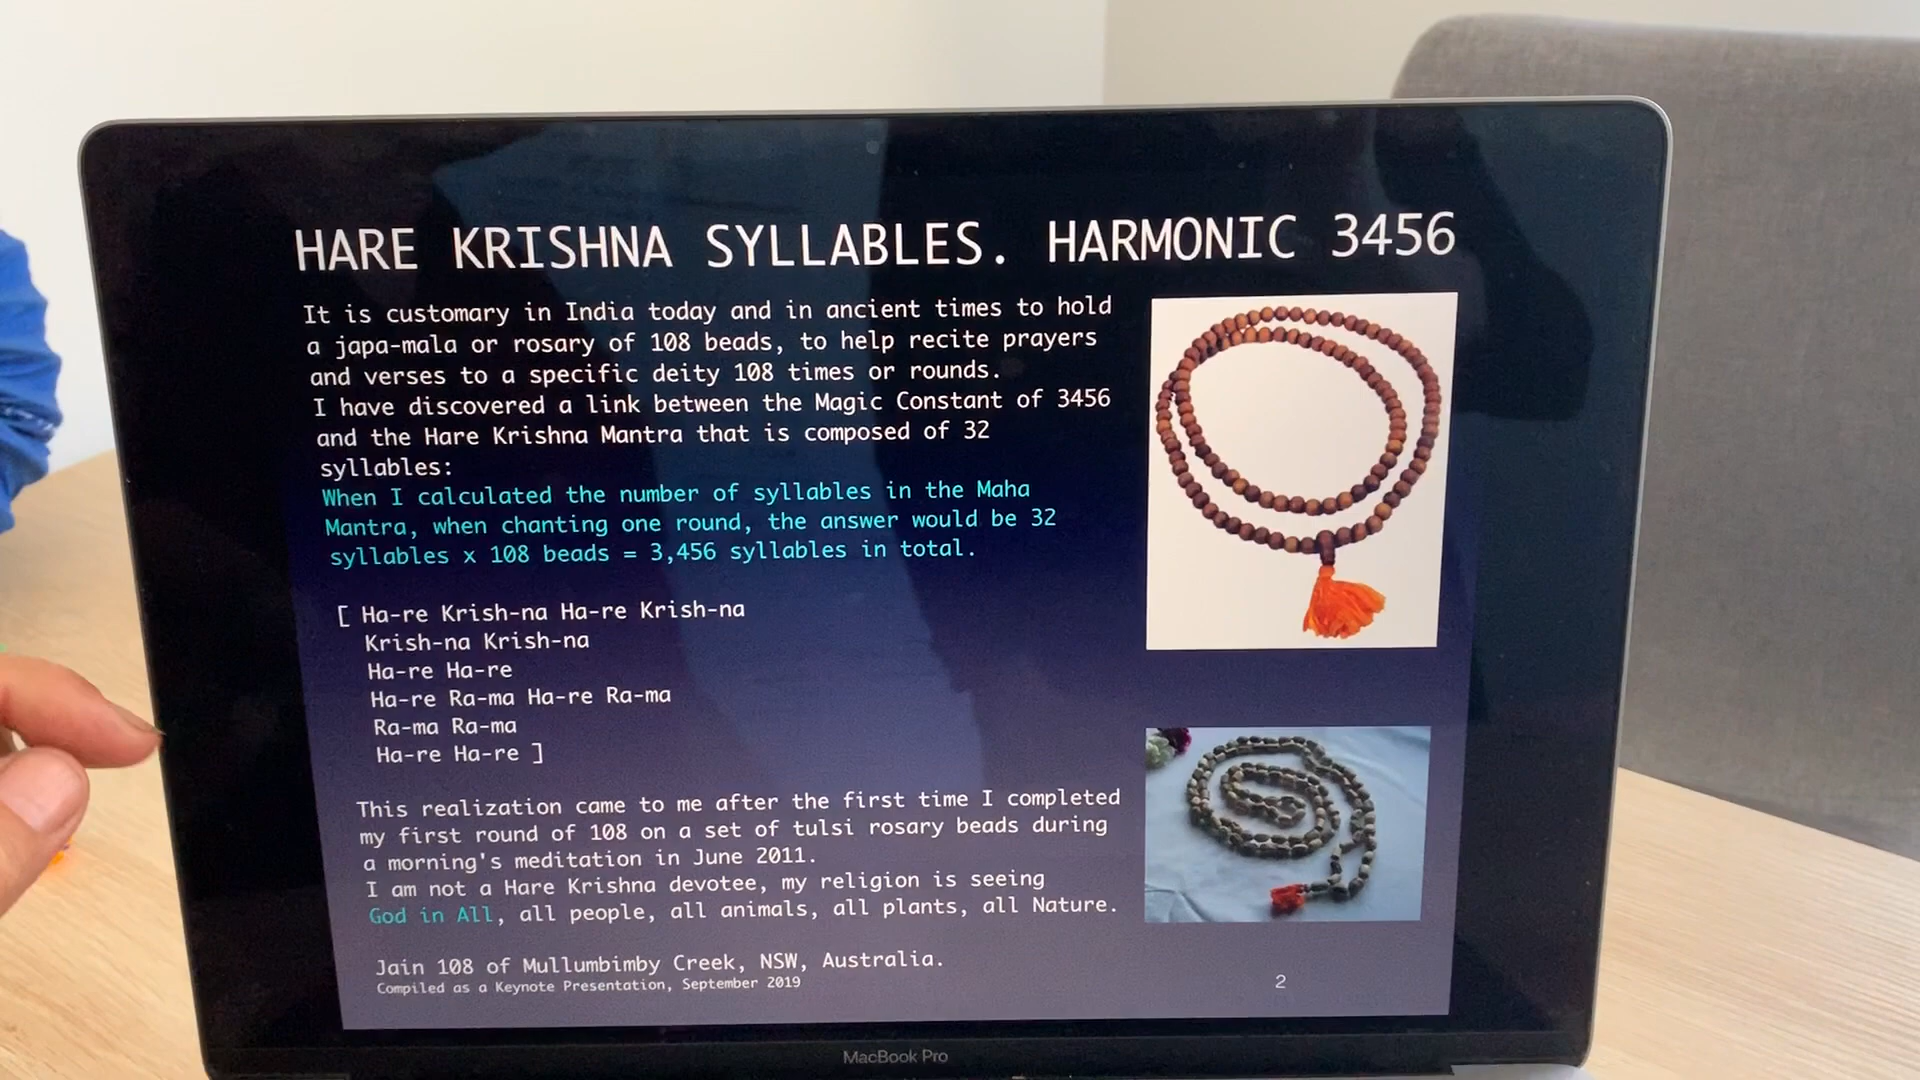 HARE KRISHNA SYLLABLES. HARMONIC 3456
It is customary in India today and in ancient times to hold
a japa-mala or rosary of 108 beads, to help recite prayers
and verses to a specific deity 108 times or rounds.
I have discovered a link between the Magic Constant of 3456
and the Hare Krishna Mantra that is composed of 32
syllables:
When I calculated the number of syllables in the Maha
Mantra, when chanting one round, the answer would be 32
syllables x 108 beads = 3,456 syllables in total.
[ Ha-re Krish-na Ha-re Krish-na
Krish-na Krish-na
Ha-re Ha-re
Ha-re Ra-ma Ha-re Ra-ma
Ra-ma Ra-ma
Ha-re Ha-re ]
This realization came to me after the first time I completed
my first round of 108 on a set of tulsi rosary beads during
a morning's meditation in June 2011.
I am not a Hare Krishna devotee, my religion is seeing
God in All, all people, all animals, all plants, all Nature.
Jain 108 of Mullumbimby Creek, NSW, Australia.
Compiled as a Keynote Presentation, September 2019
2
MacBook Pro